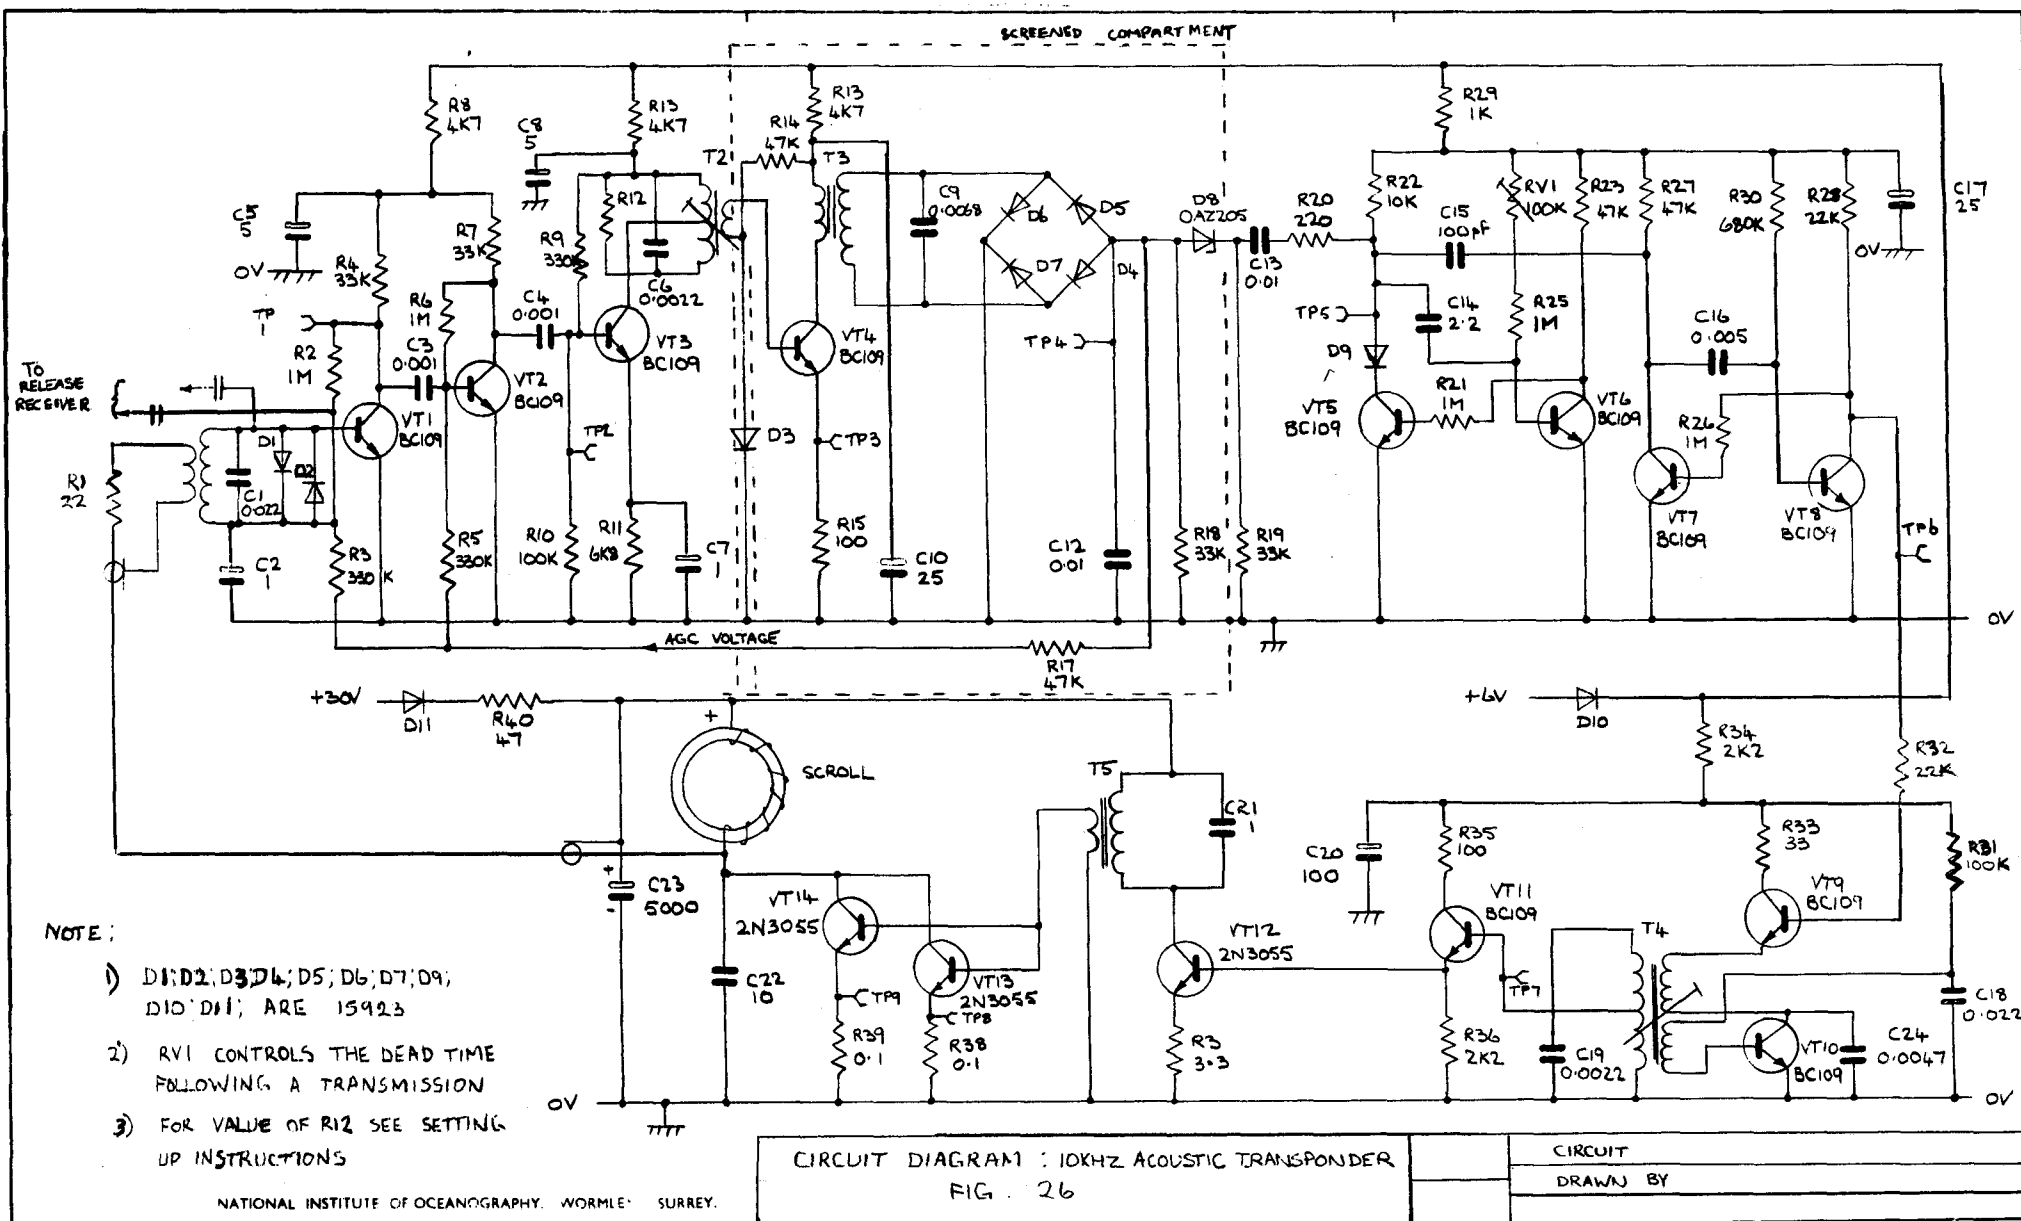 SCREENED COMPARTMENT
R8
4K7
R13
4K7
C8
5
R14
47K
R13
4K7
T2
T3
R29
1K
C5
5
0V
R4
33K
R7
33K
R6
1M
R9
330K
R12
C6
0.0022
C4
0.001
C9
0.0068
D6
D5
D7
D4
D8
OAZ205
R20
220
C13
0.01
R22
10K
C15
100pF
RV1
100K
R23
47K
R27
47K
R30
680K
R28
22K
C17
25
0V
TP
1
R2
1M
C3
0.001
VT1
BC109
VT2
BC109
VT3
BC109
VT4
BC109
TP4
TP5
C14
2.2
R25
1M
C16
0.005
D9
TO
RELEASE
RECEIVER
D1
D2
C1
0.022
R1
22
TP2
D3
TP3
VT5
BC109
R21
1M
VT6
BC109
R26
1M
VT7
BC109
VT8
BC109
TP6
C2
1
R3
330K
R5
330K
R10
100K
R11
6K8
C7
1
R15
100
C10
25
C12
0.01
R18
33K
R19
33K
0V
AGC VOLTAGE
R17
47K
+30V
D11
R40
47
+
SCROLL
+6V
D10
R34
2K2
R32
22K
T5
C21
1
C20
100
R35
100
R33
33
R31
100K
+
C23
5000
-
VT14
2N3055
VT13
2N3055
VT12
2N3055
VT11
BC109
VT9
BC109
T4
C22
10
TP9
TP8
TP7
R39
0.1
R38
0.1
R3
3.3
R36
2K2
C19
0.0022
VT10
BC109
C24
0.0047
C18
0.022
0V
0V
NOTE:
1) D1;D2;D3;D4;D5;D6;D7;D9;
D10;D11; ARE 1S923
2) RV1 CONTROLS THE DEAD TIME
FOLLOWING A TRANSMISSION
3) FOR VALUE OF R12 SEE SETTING
UP INSTRUCTIONS
NATIONAL INSTITUTE OF OCEANOGRAPHY. WORMLE· SURREY.
CIRCUIT DIAGRAM : 10KHZ ACOUSTIC TRANSPONDER
FIG. 26
CIRCUIT
DRAWN BY